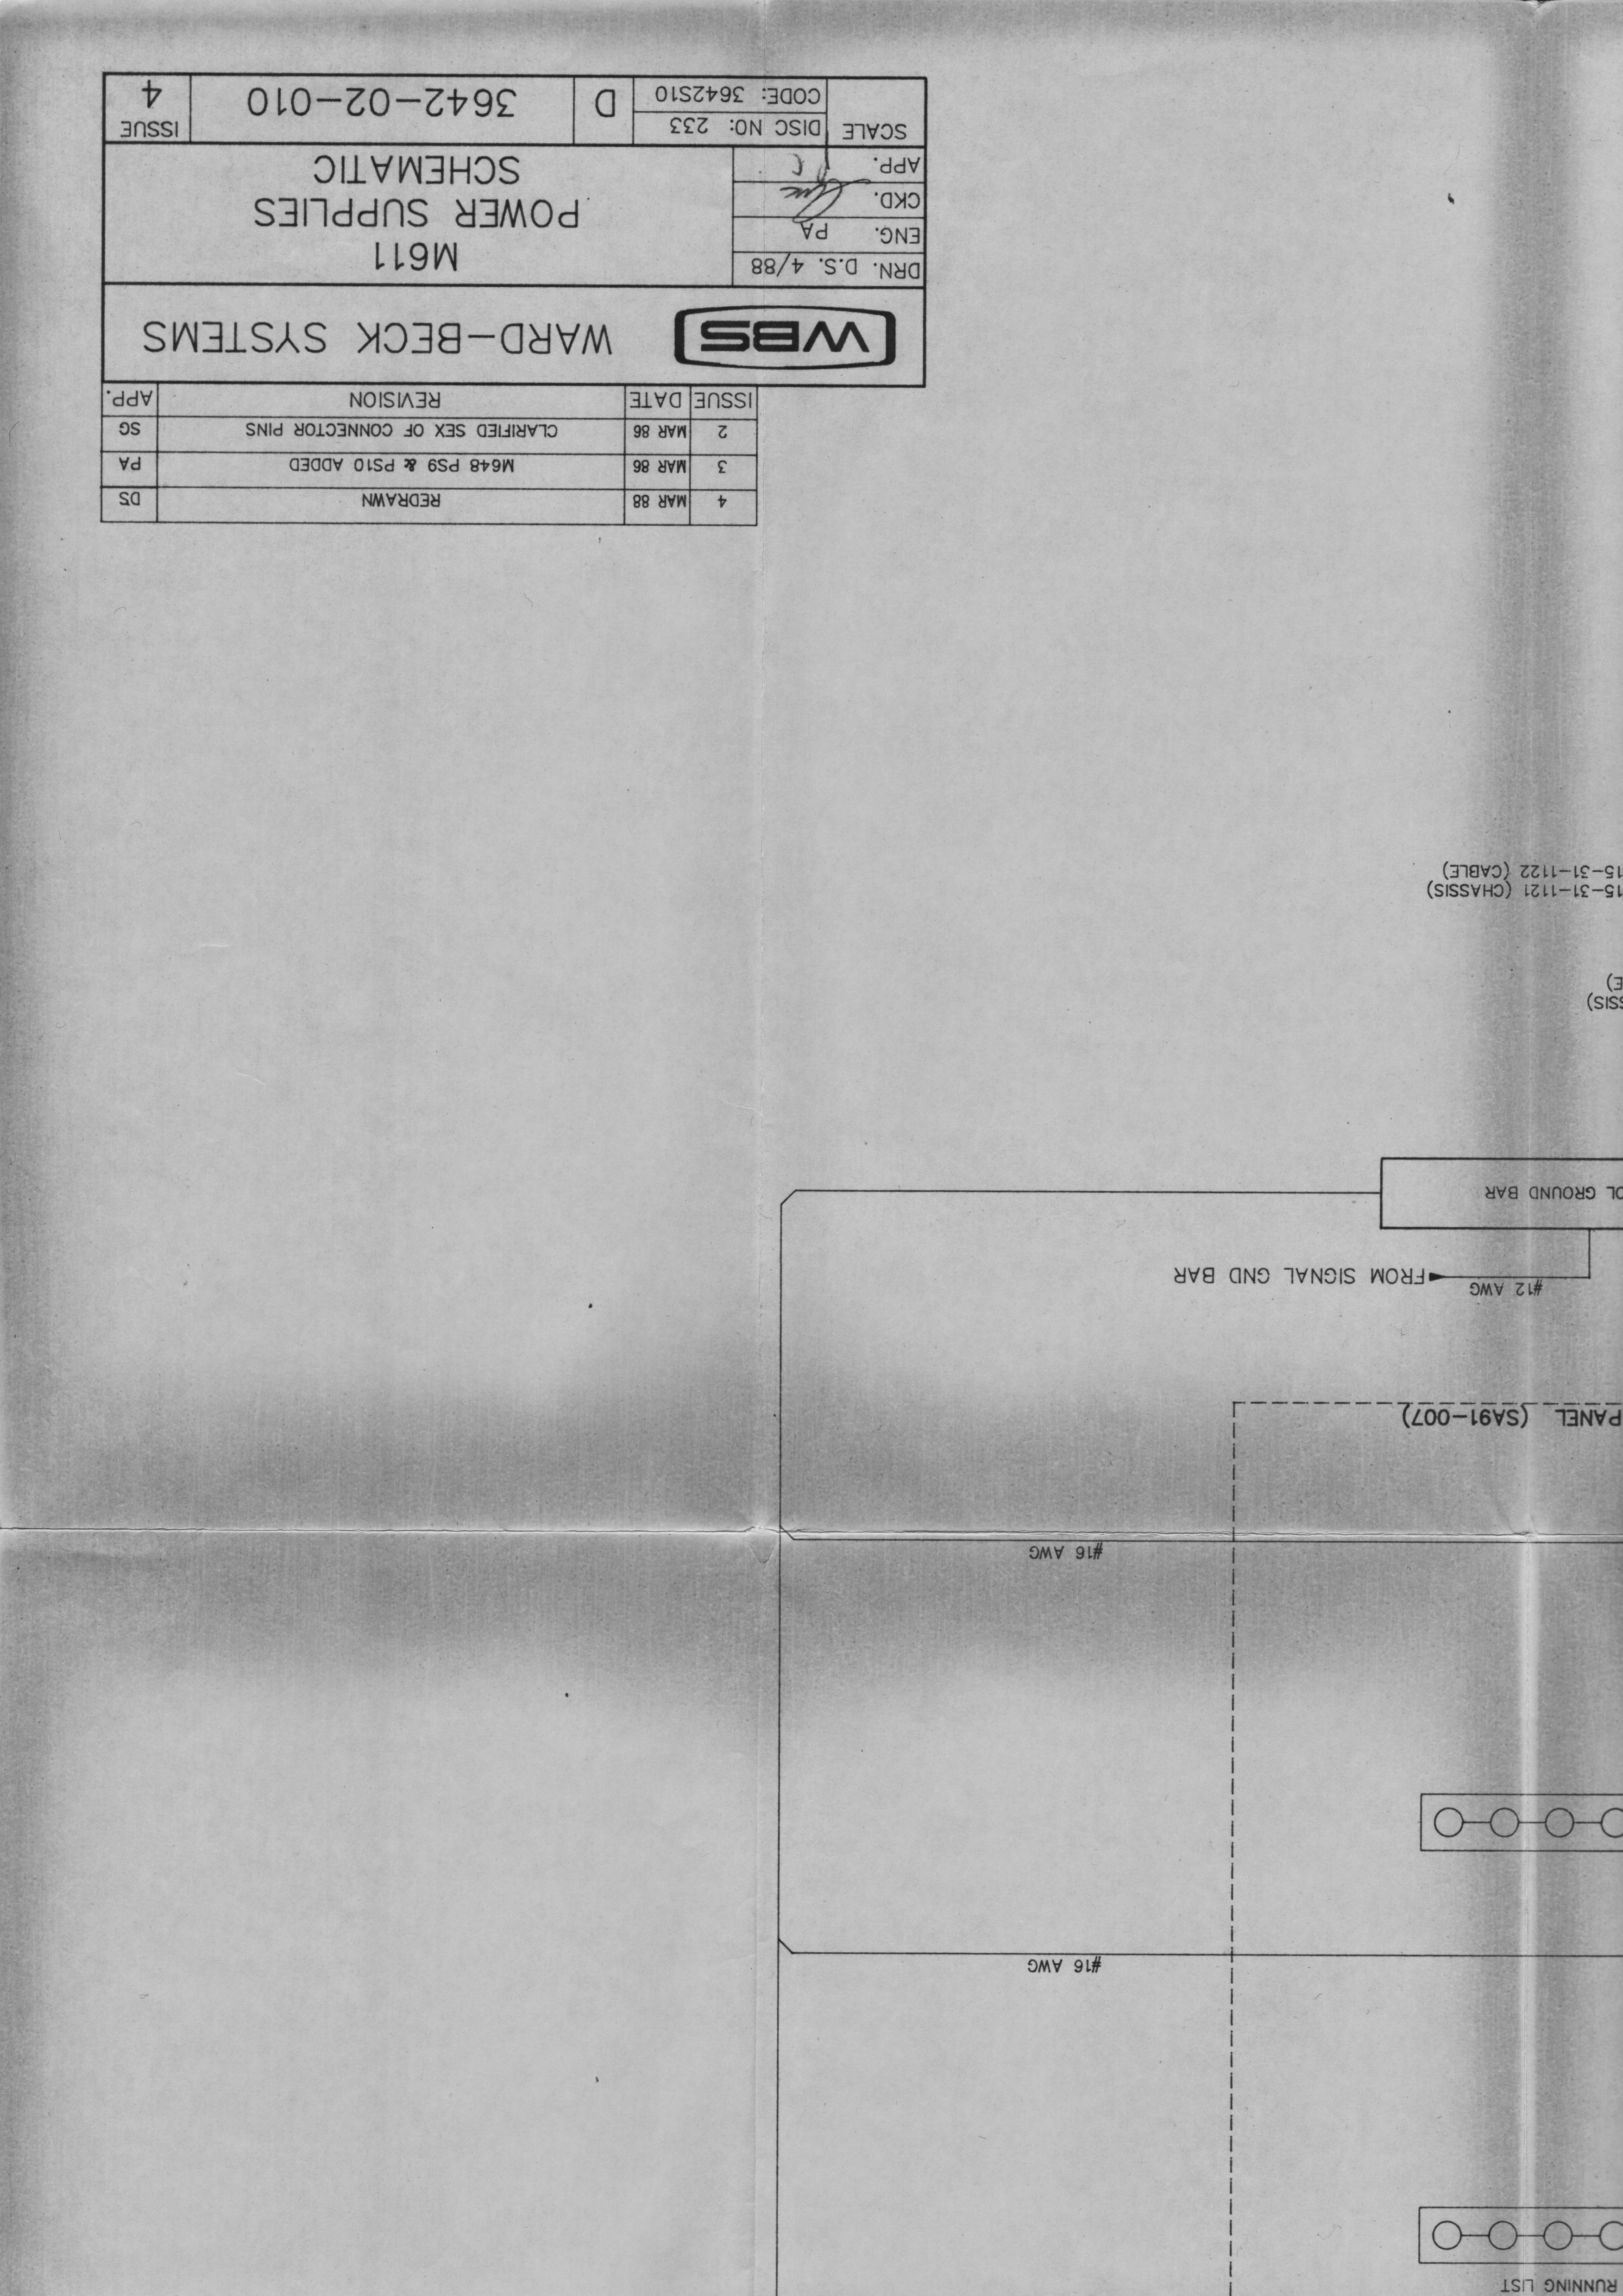 RUNNING LIST
#16 AWG
#16 AWG
PANEL (SA91-007)
#12 AWG
FROM SIGNAL GND BAR
OL GROUND BAR
SSIS)
E)
15-31-1121 (CHASSIS)
15-31-1122 (CABLE)
4 MAR 88 REDRAWN DS
3 MAR 86 M648 PS9 & PS10 ADDED PA
2 MAR 86 CLARIFIED SEX OF CONNECTOR PINS SG
ISSUE DATE REVISION APP.
WBS WARD-BECK SYSTEMS
DRN. D.S. 4/88
ENG. PA
CKD.
APP.
M611
POWER SUPPLIES
SCHEMATIC
SCALE
DISC NO: 233
CODE: 3642S10
D
3642-02-010
ISSUE
4